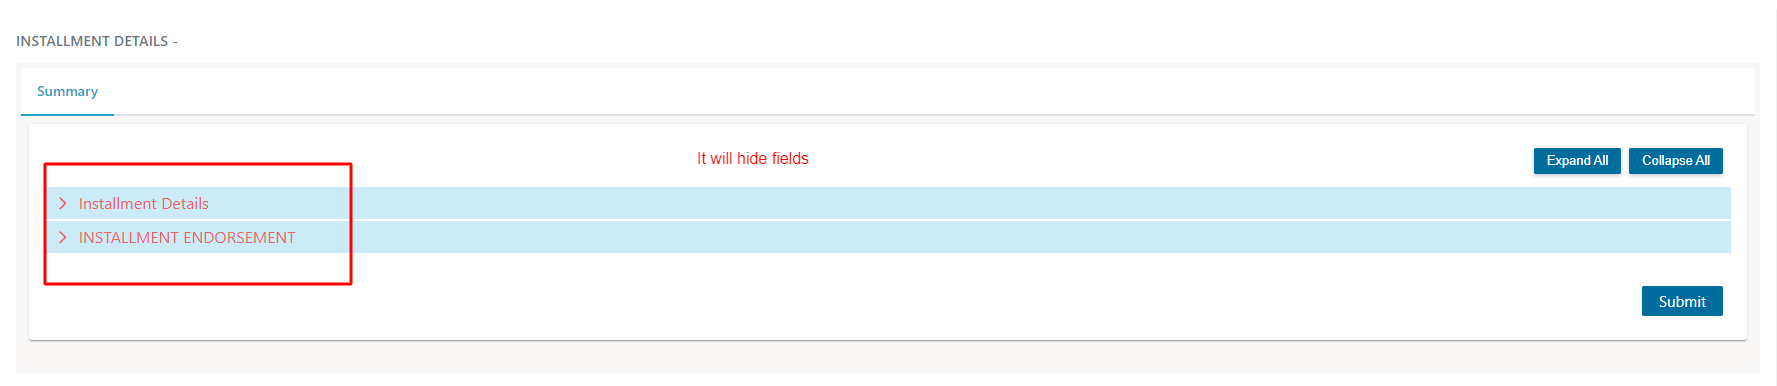 INSTALLMENT DETAILS -
Summary
It will hide fields
Expand All
Collapse All
Installment Details
INSTALLMENT ENDORSEMENT
Submit